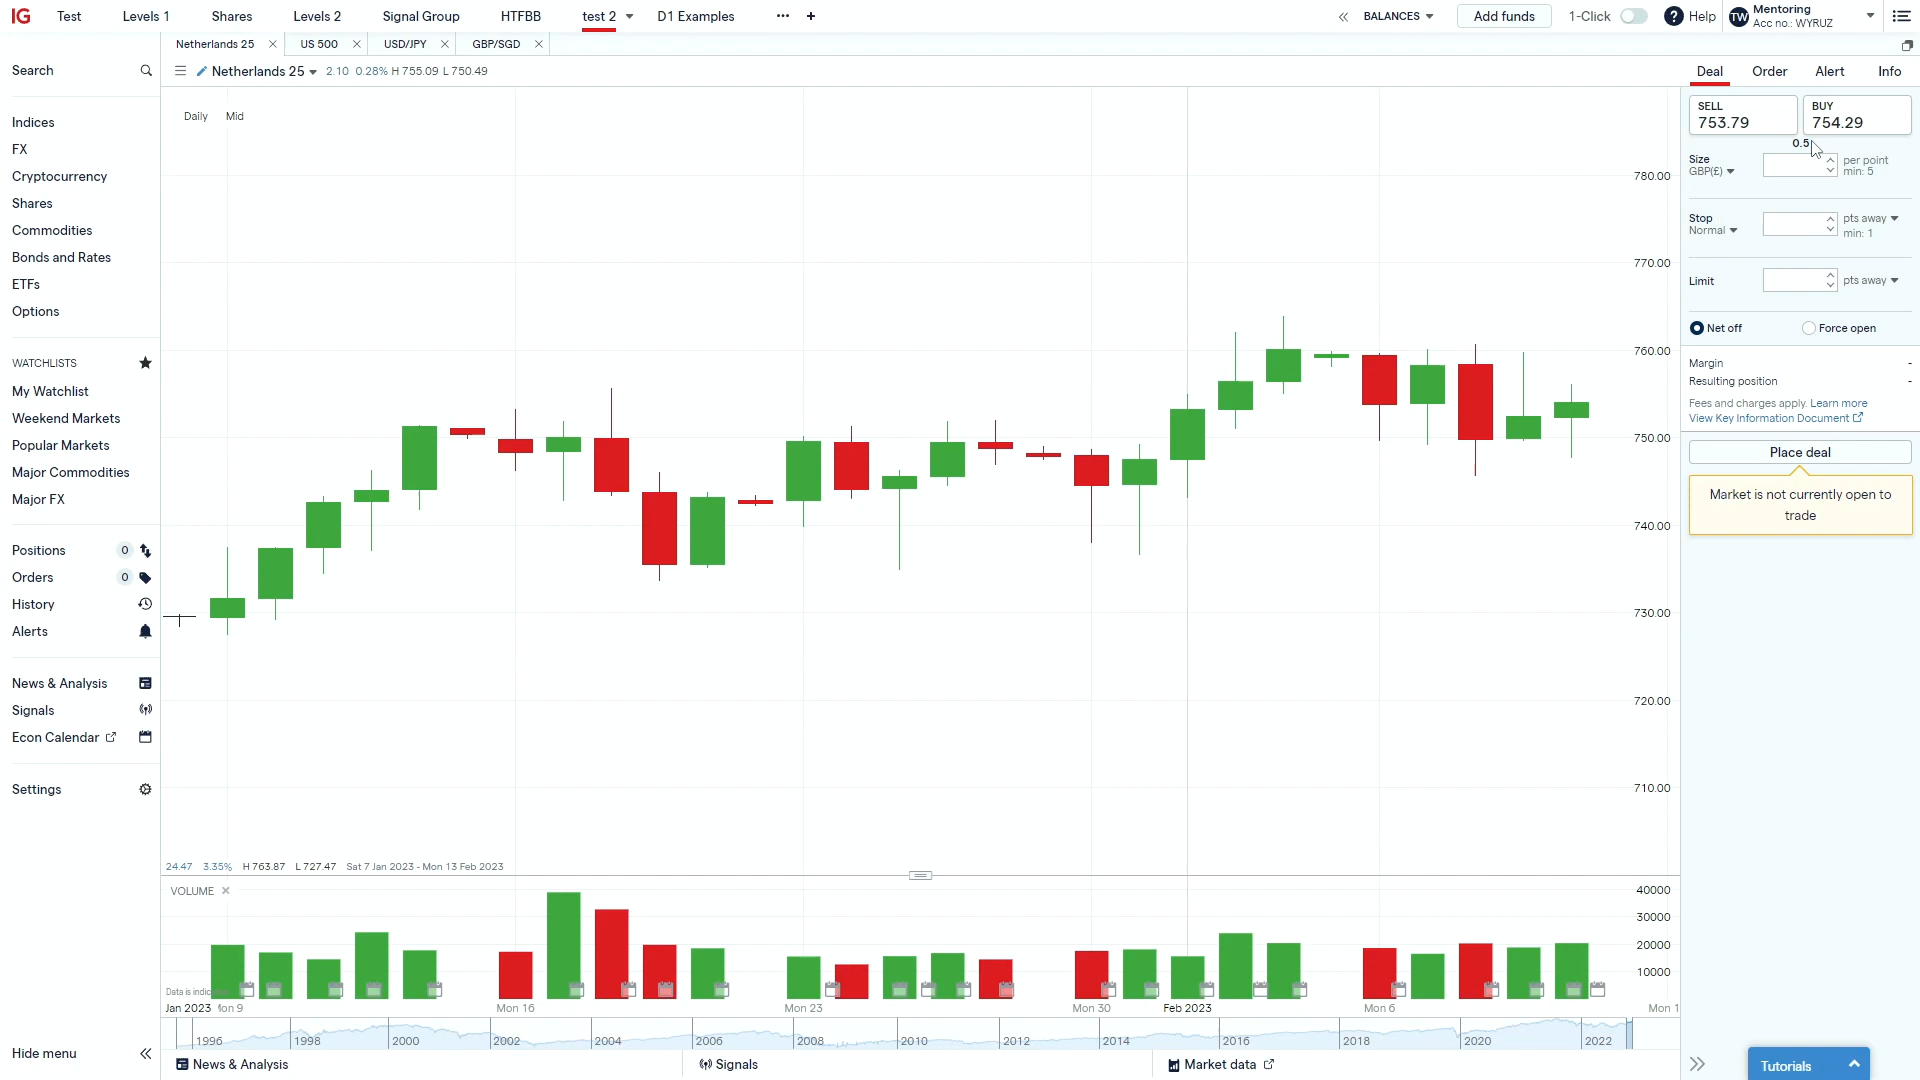 IG Test Levels 1 Shares Levels 2 Signal Group HTFBB test 2 D1 Examples ••• + BALANCES Add funds 1-Click ? Help TW Mentoring
Acc no.: WYRUZ
Netherlands 25 US 500 USD/JPY GBP/SGD
Netherlands 25 2.10 0.28% H 755.09 L 750.49
Daily Mid
Search
Indices
FX
Cryptocurrency
Shares
Commodities
Bonds and Rates
ETFs
Options
WATCHLISTS
My Watchlist
Weekend Markets
Popular Markets
Major Commodities
Major FX
Positions 0
Orders 0
History
Alerts
News & Analysis
Signals
Econ Calendar
Settings
Hide menu
780.00
770.00
760.00
750.00
740.00
730.00
720.00
710.00
24.47 3.35% H 763.87 L 727.47 Sat 7 Jan 2023 - Mon 13 Feb 2023
VOLUME
40000
30000
20000
10000
Data is indic
Jan 2023 Mon 16 Mon 23 Mon 30 Feb 2023 Mon 6 Mon 1
1996 1998 2000 2002 2004 2006 2008 2010 2012 2014 2016 2018 2020 2022
News & Analysis Signals Market data
Deal Order Alert Info
SELL BUY
753.79 754.29
0.5
Size per point
GBP(£) min: 5
Stop pts away
Normal min: 1
Limit pts away
Net off Force open
Margin -
Resulting position -
Fees and charges apply. Learn more
View Key Information Document
Place deal
Market is not currently open to
trade
Tutorials